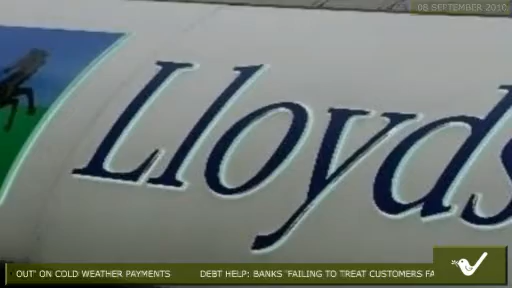 08 SEPTEMBER 2010
Lloyds
OUT' ON COLD WEATHER PAYMENTS DEBT HELP: BANKS 'FAILING TO TREAT CUSTOMERS FA